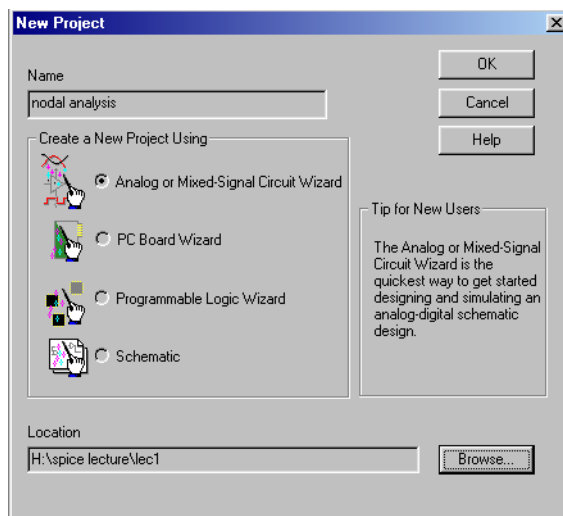 New Project
Name
nodal analysis
OK
Cancel
Help
Create a New Project Using
Analog or Mixed-Signal Circuit Wizard
PC Board Wizard
Programmable Logic Wizard
Schematic
Tip for New Users
The Analog or Mixed-Signal
Circuit Wizard is the
quickest way to get started
designing and simulating an
analog-digital schematic
design.
Location
H:\spice lecture\lec1
Browse...